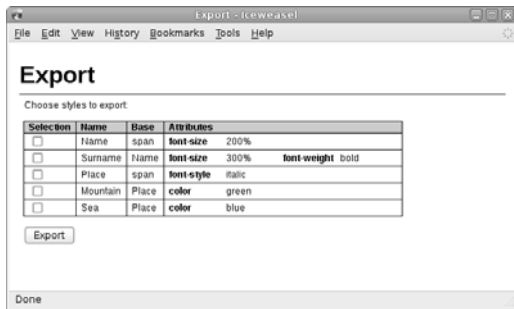 Export - Iceweasel
File Edit View History Bookmarks Tools Help
Export
Choose styles to export:
Selection Name Base Attributes
Name span font-size 200%
Surname Name font-size 300% font-weight bold
Place span font-style italic
Mountain Place color green
Sea Place color blue
Export
Done